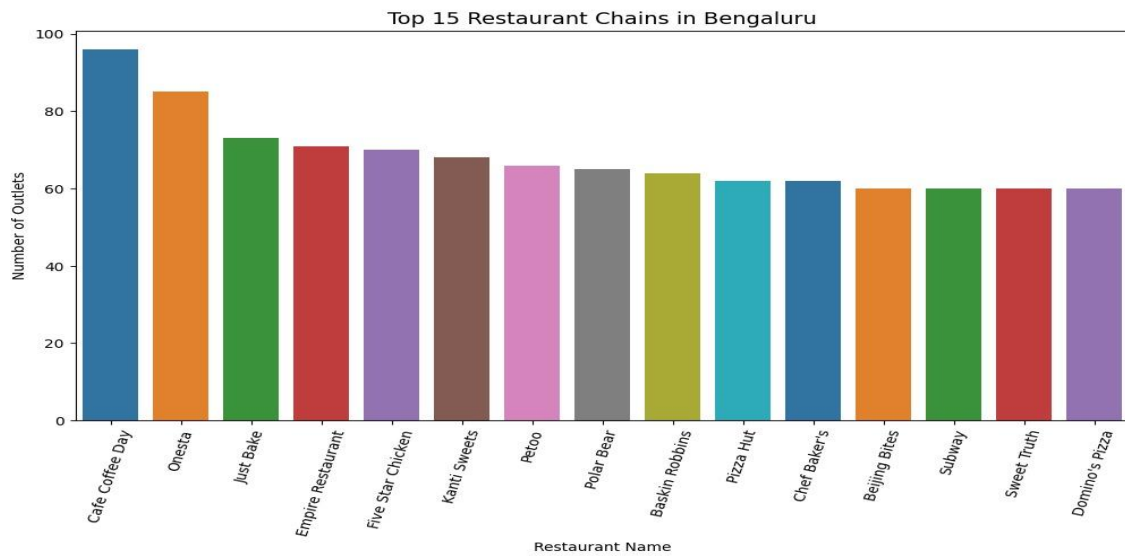 Top 15 Restaurant Chains in Bengaluru
100
80
60
40
20
0
Number of Outlets
Cafe Coffee Day
Onesta
Just Bake
Empire Restaurant
Five Star Chicken
Kanti Sweets
Petoo
Polar Bear
Baskin Robbins
Pizza Hut
Chef Baker's
Beijing Bites
Subway
Sweet Truth
Domino's Pizza
Restaurant Name